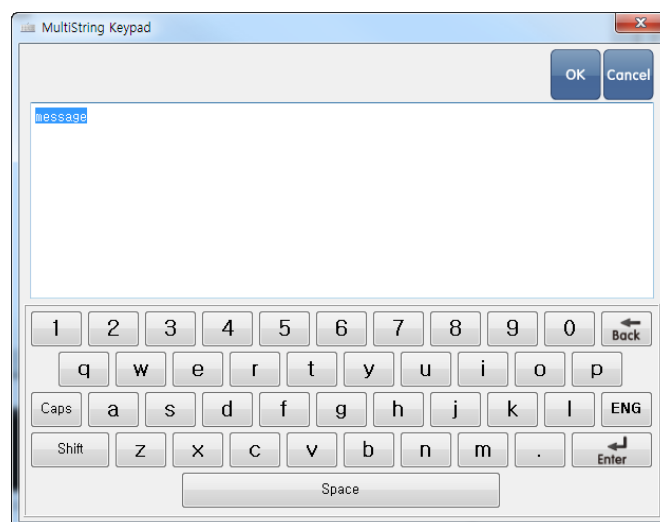 MultiString Keypad
OK Cancel
message
1 2 3 4 5 6 7 8 9 0 Back
q w e r t y u i o p
Caps a s d f g h j k l ENG
Shift z x c v b n m . Enter
Space